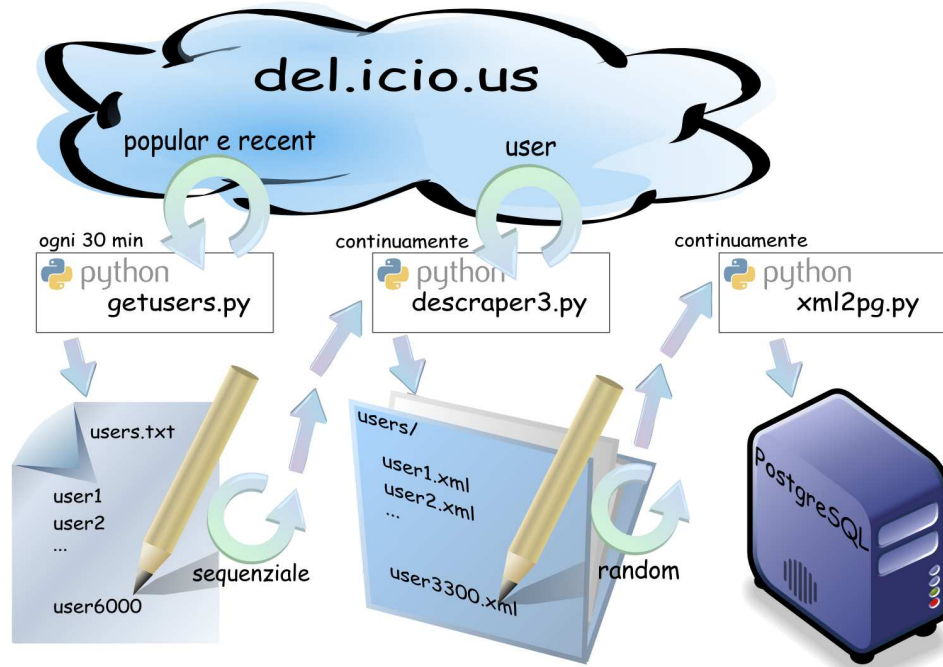 del.icio.us
popular e recent
user
ogni 30 min
python
getusers.py
continuamente
python
descraper3.py
continuamente
python
xml2pg.py
users.txt
user1
user2
...
user6000
sequenziale
users/
user1.xml
user2.xml
...
user3300.xml
random
PostgreSQL